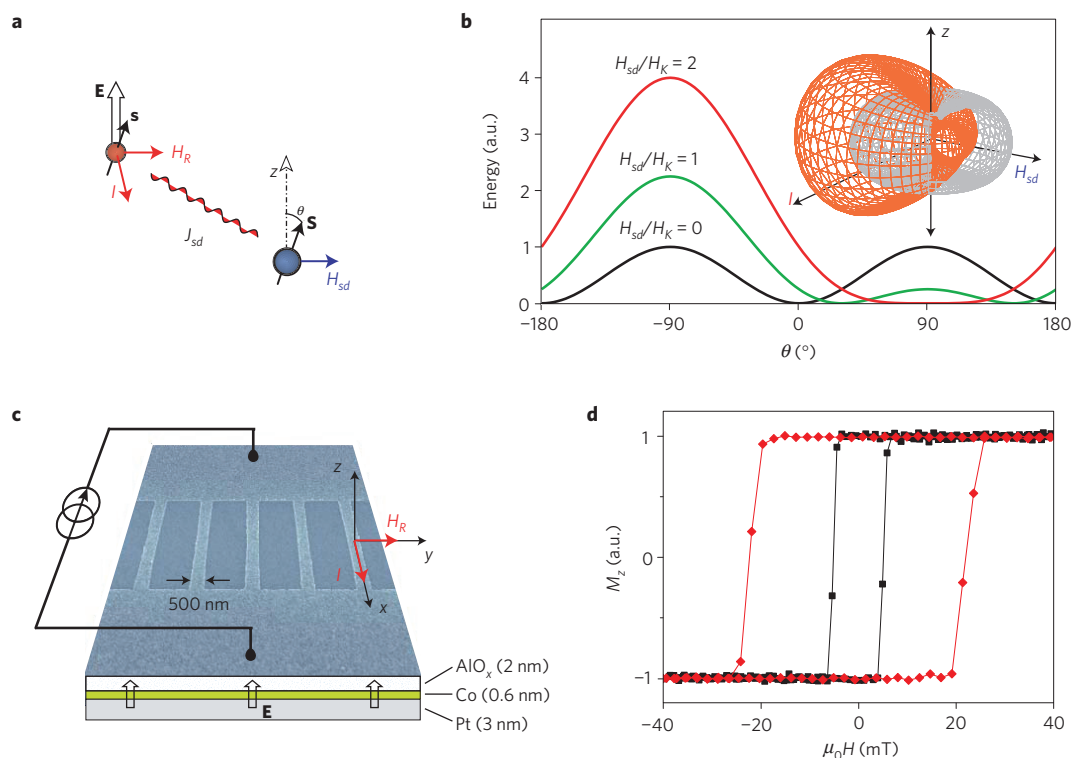 a
E
s
H_R
I
J_sd
z
θ
S
H_sd
b
Energy (a.u.)
4
3
2
1
0
H_sd/H_K = 2
H_sd/H_K = 1
H_sd/H_K = 0
−180
−90
0
90
180
θ (°)
z
I
H_sd
c
z
H_R
y
I
x
500 nm
AlO_x (2 nm)
Co (0.6 nm)
Pt (3 nm)
E
d
M_z (a.u.)
1
0
−1
−40
−20
0
20
40
μ₀H (mT)